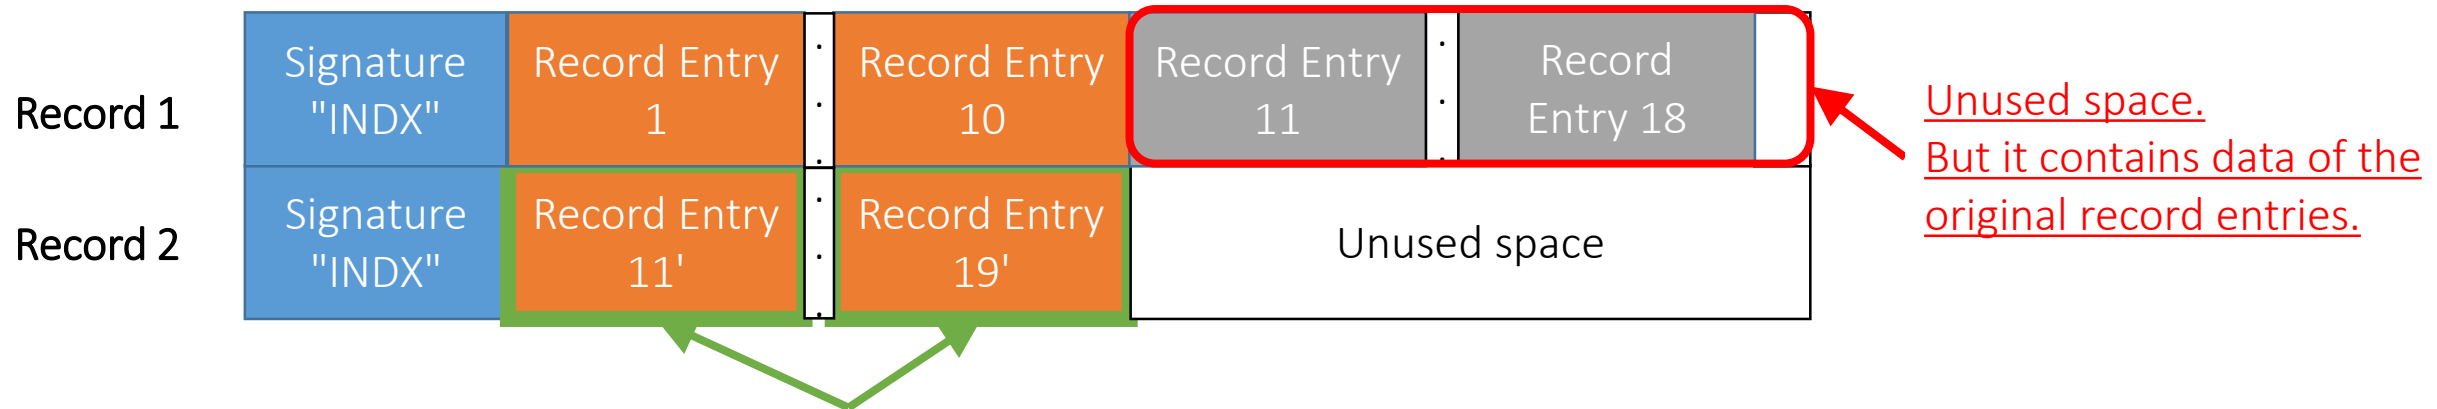 Record 1
Signature
"INDX"
Record Entry
1
.
.
.
Record Entry
10
Record Entry
11
.
.
.
Record
Entry 18
Unused space.
But it contains data of the
original record entries.
Record 2
Signature
"INDX"
Record Entry
11'
.
.
.
Record Entry
19'
Unused space